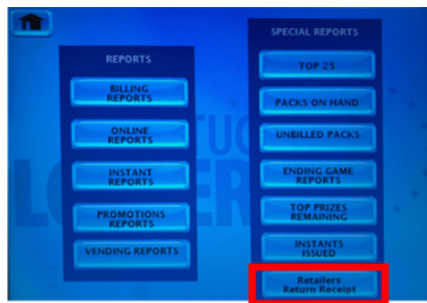 REPORTS
BILLING
REPORTS
ONLINE
REPORTS
INSTANT
REPORTS
PROMOTIONS
REPORTS
VENDING REPORTS
SPECIAL REPORTS
TOP 25
PACKS ON HAND
UNBILLED PACKS
ENDING GAME
REPORTS
TOP PRIZES
REMAINING
INSTANTS
ISSUED
Retailers
Return Receipt